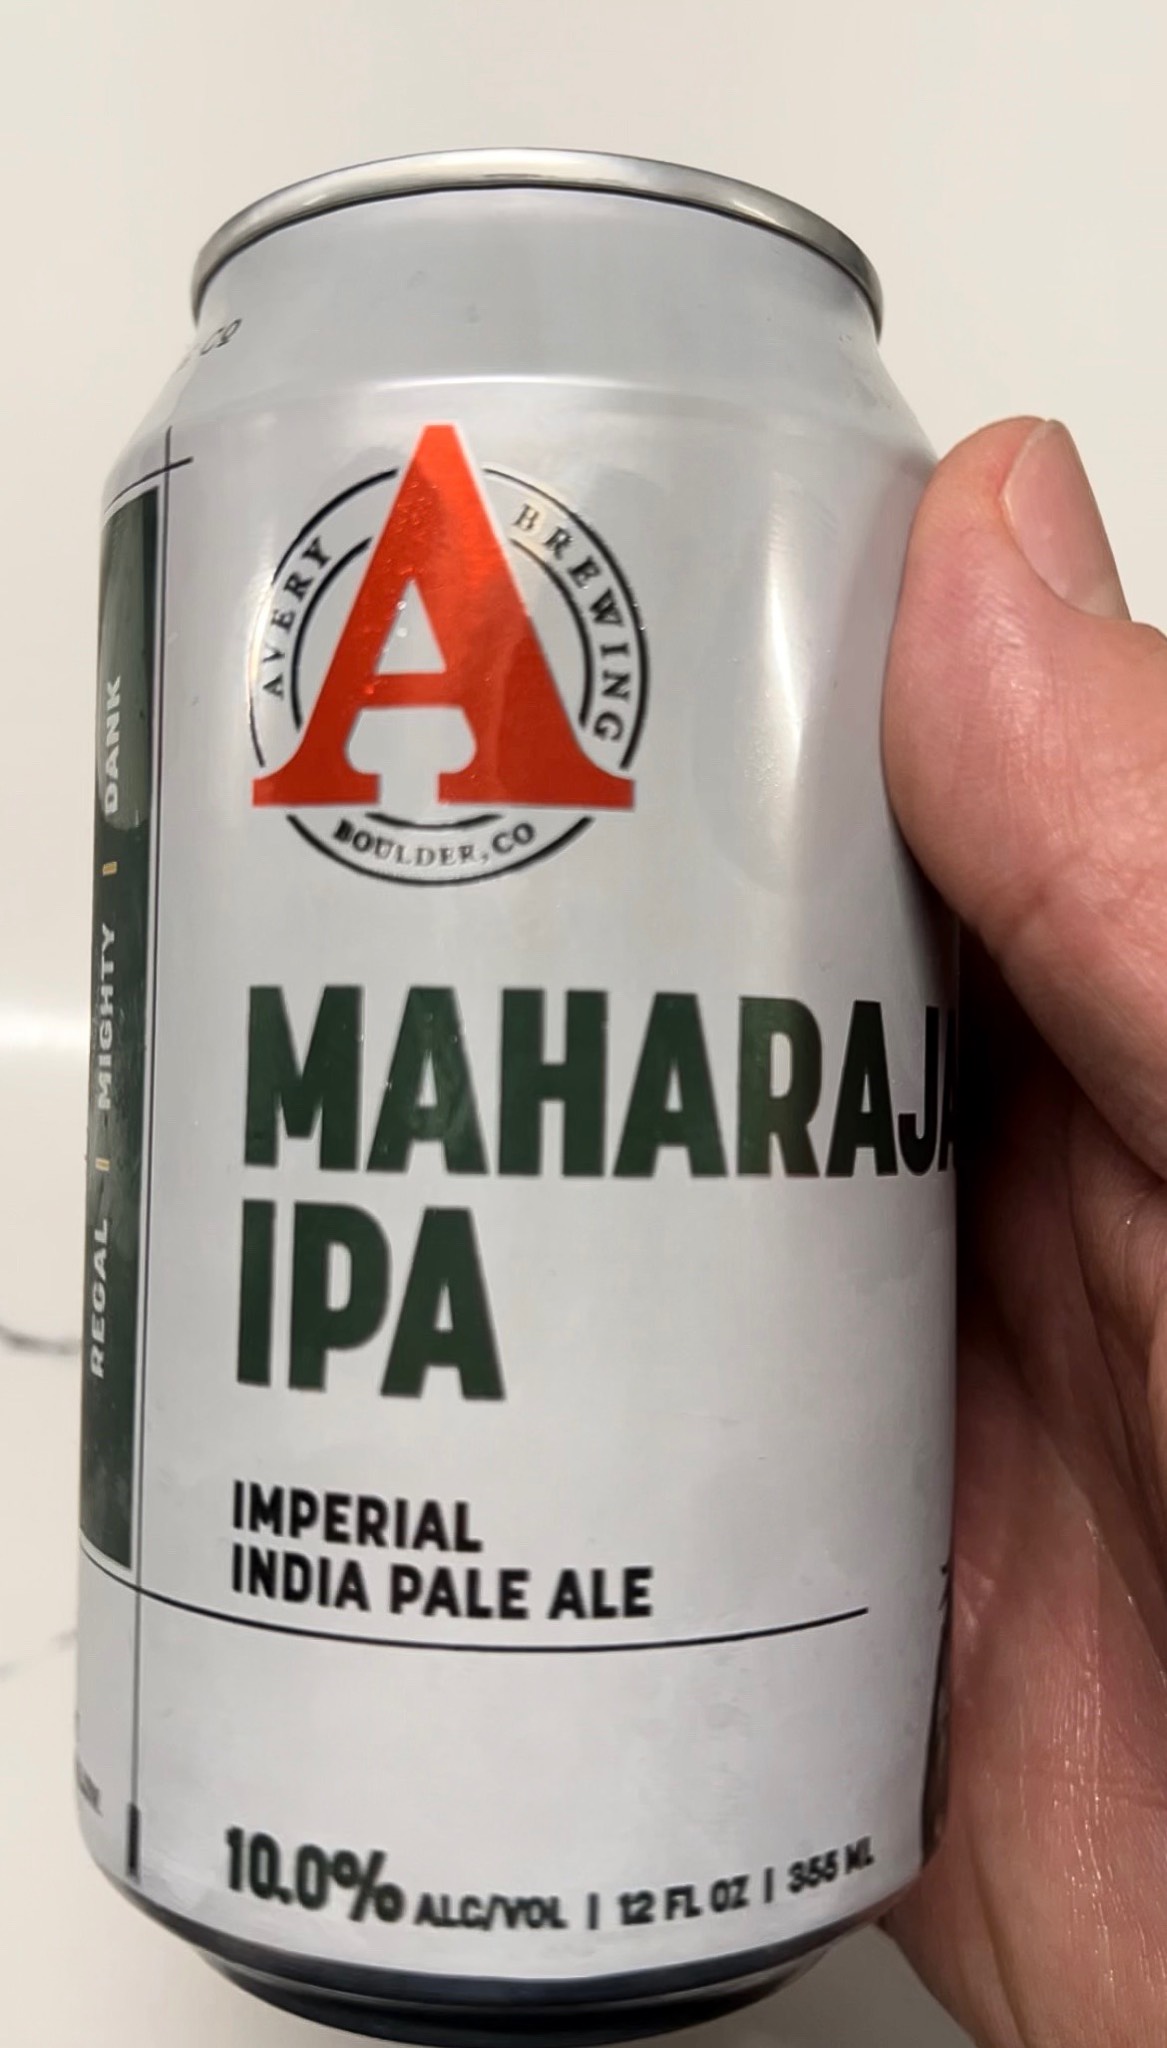 AVERY BREWING
BOULDER, CO
MAHARAJA
IPA
IMPERIAL
INDIA PALE ALE
10.0% ALC/VOL | 12 FL OZ | 355 ML
REGAL | MIGHTY | DANK
CO